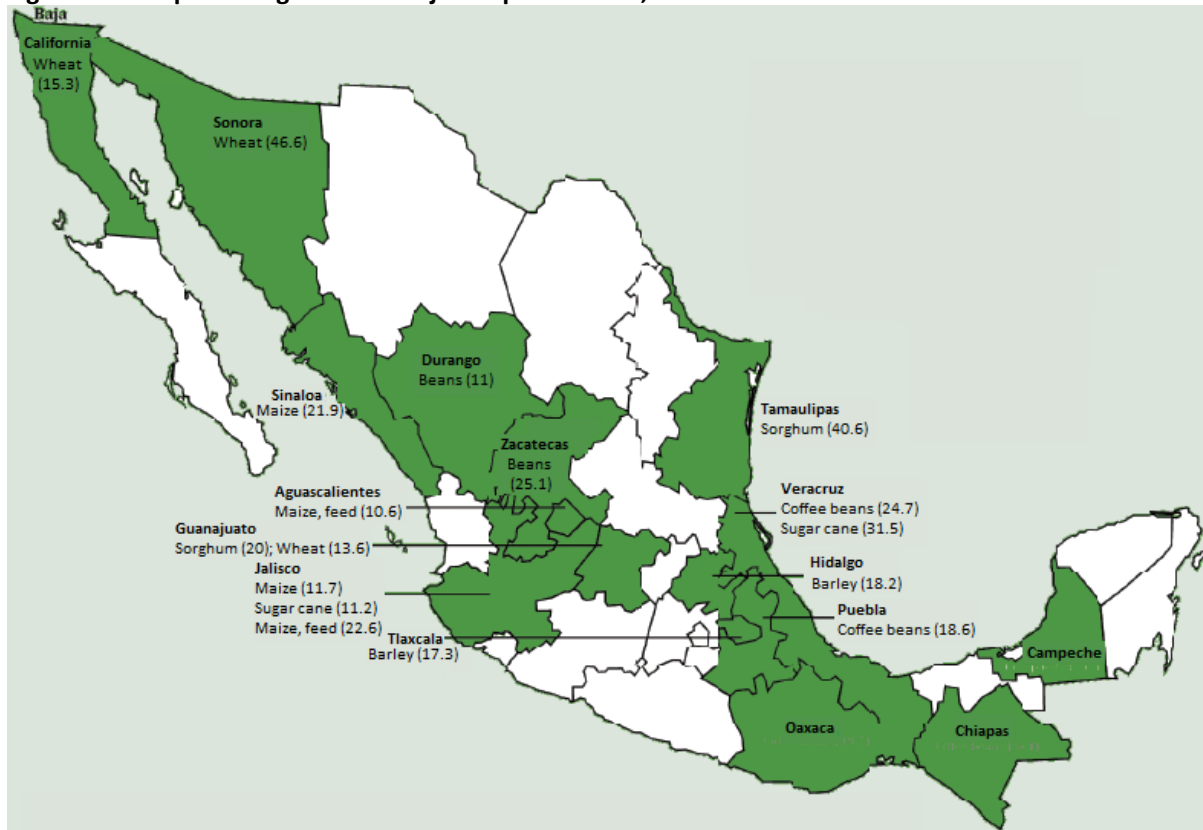 Baja
California
Wheat
(15.3)
Sonora
Wheat (46.6)
Durango
Beans (11)
Sinaloa
Maize (21.9)
Zacatecas
Beans
(25.1)
Tamaulipas
Sorghum (40.6)
Aguascalientes
Maize, feed (10.6)
Veracruz
Coffee beans (24.7)
Sugar cane (31.5)
Guanajuato
Sorghum (20); Wheat (13.6)
Jalisco
Maize (11.7)
Sugar cane (11.2)
Maize, feed (22.6)
Hidalgo
Barley (18.2)
Puebla
Coffee beans (18.6)
Tlaxcala
Barley (17.3)
Campeche
Oaxaca
Chiapas